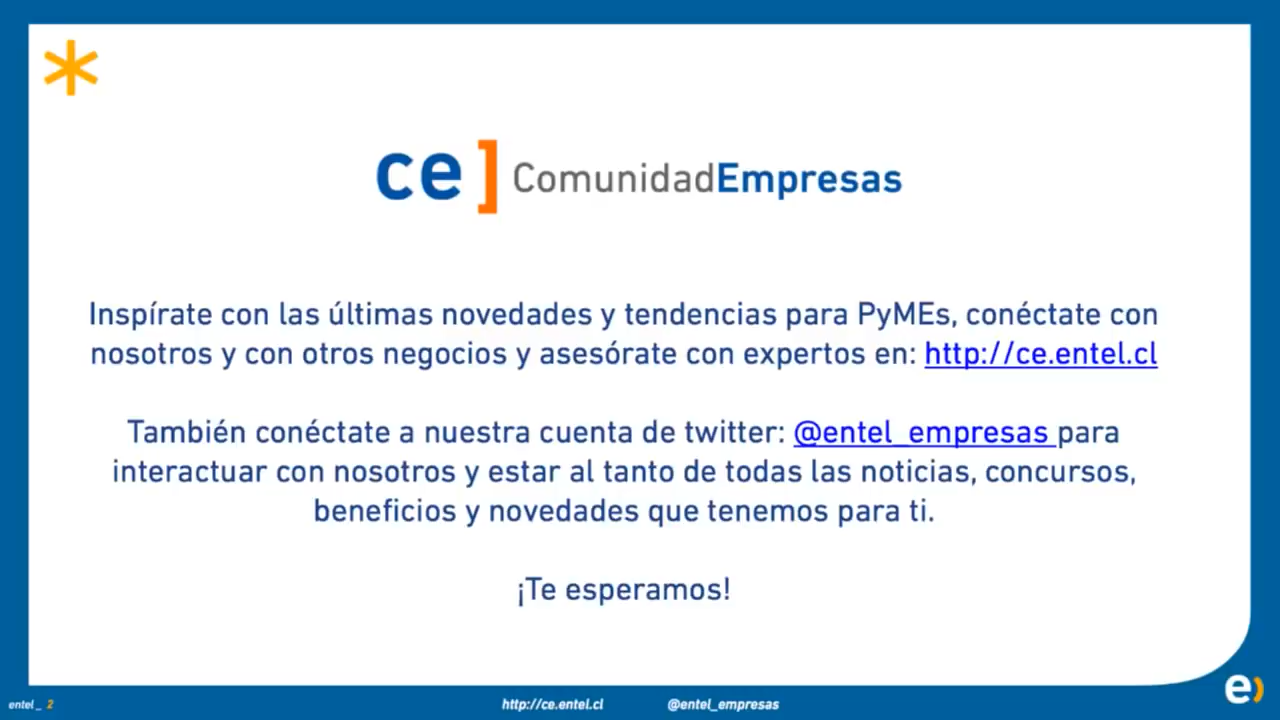 ce] ComunidadEmpresas
Inspírate con las últimas novedades y tendencias para PyMEs, conéctate con
nosotros y con otros negocios y asesórate con expertos en: http://ce.entel.cl
También conéctate a nuestra cuenta de twitter: @entel_empresas para
interactuar con nosotros y estar al tanto de todas las noticias, concursos,
beneficios y novedades que tenemos para ti.
¡Te esperamos!
e)
entel _ 2 http://ce.entel.cl @entel_empresas